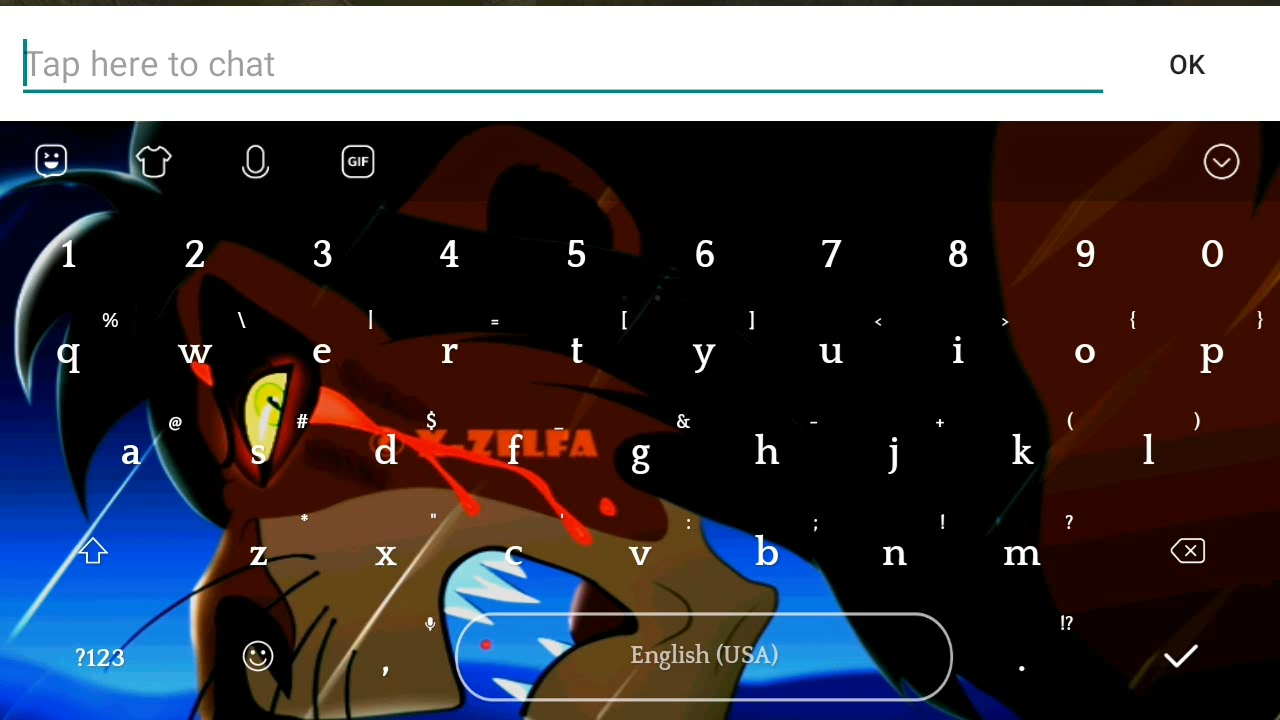 Tap here to chat OK
GIF
1 2 3 4 5 6 7 8 9 0
% \ | = [ ] < > { }
q w e r t y u i o p
@ # $ _ & - + ( )
a s d f g h j k l
© X-ZELFA
* " ' : ; ! ?
z x c v b n m
!?
?123 , English (USA) .